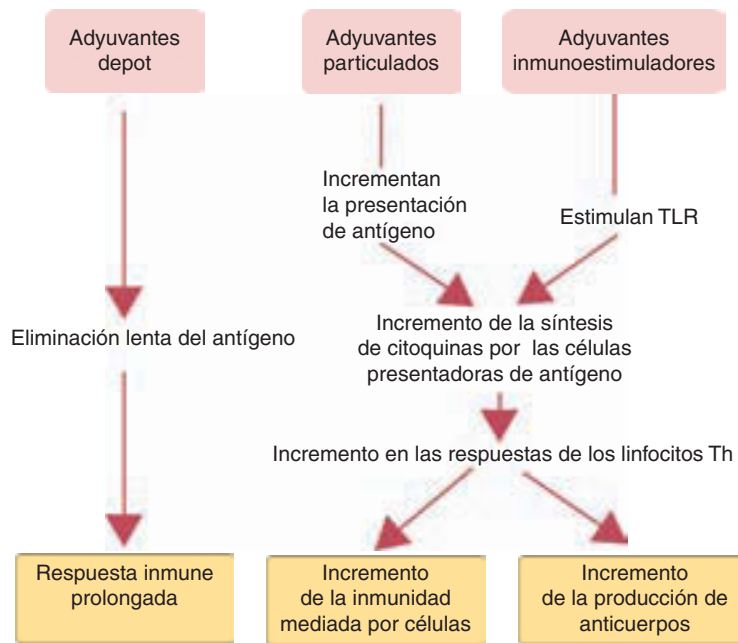 Adyuvantes
depot
Adyuvantes
particulados
Adyuvantes
inmunoestimuladores
Incrementan
la presentación
de antígeno
Estimulan TLR
Eliminación lenta del antígeno
Incremento de la síntesis
de citoquinas por las células
presentadoras de antígeno
Incremento en las respuestas de los linfocitos Th
Respuesta inmune
prolongada
Incremento
de la inmunidad
mediada por células
Incremento
de la producción de
anticuerpos